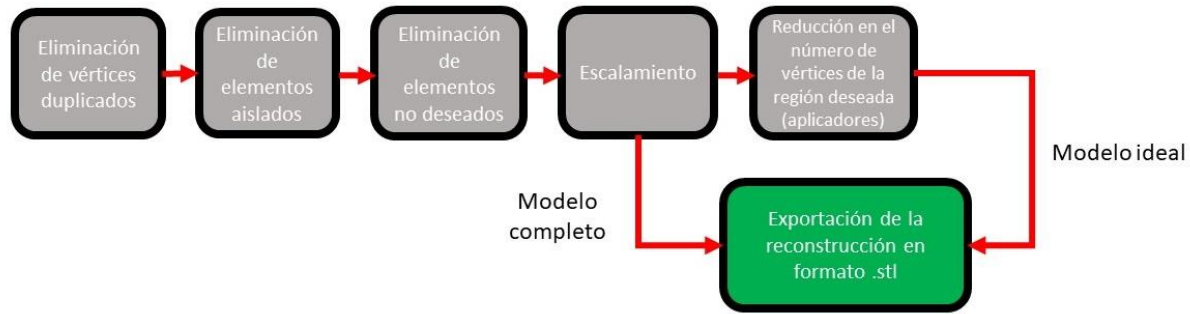 Eliminación
de vértices
duplicados
Eliminación
de
elementos
aislados
Eliminación
de
elementos
no deseados
Escalamiento
Reducción en el
número de
vértices de la
región deseada
(aplicadores)
Modelo ideal
Modelo
completo
Exportación de la
reconstrucción en
formato .stl